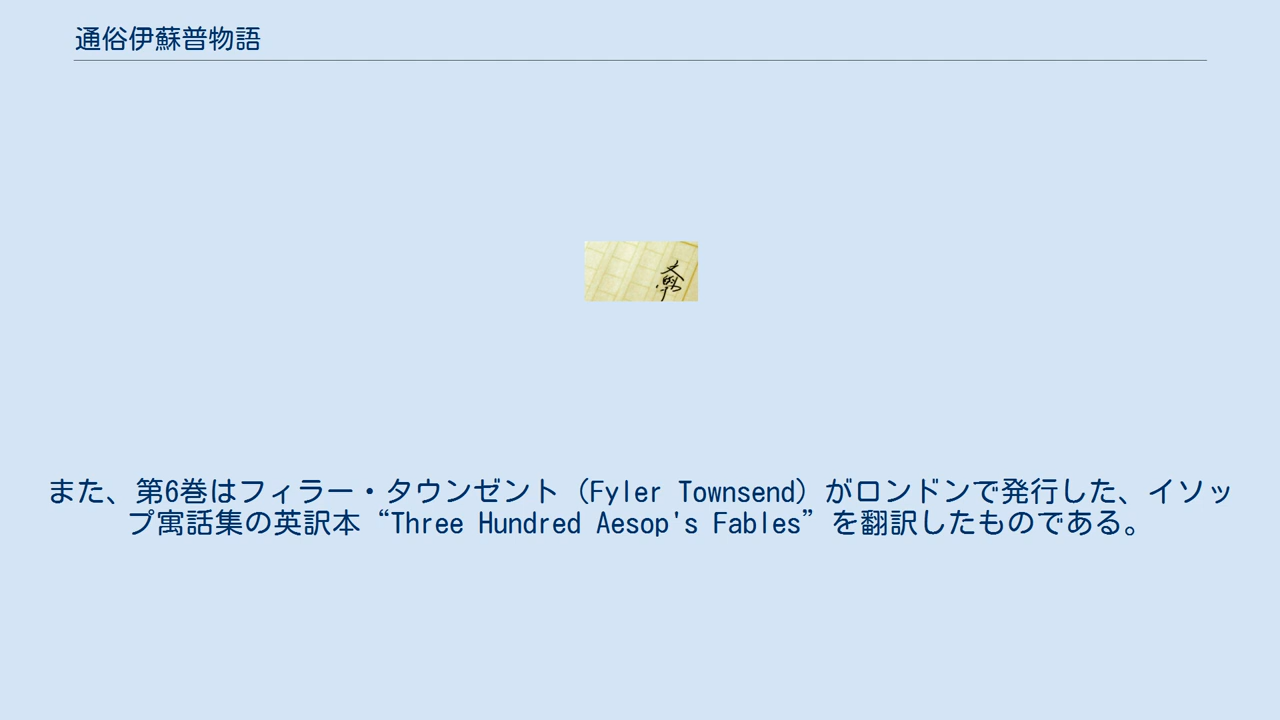 通俗伊蘇普物語
また、第6巻はフィラー・タウンゼント（Fyler Townsend）がロンドンで発行した、イソッ
プ寓話集の英訳本“Three Hundred Aesop's Fables”を翻訳したものである。